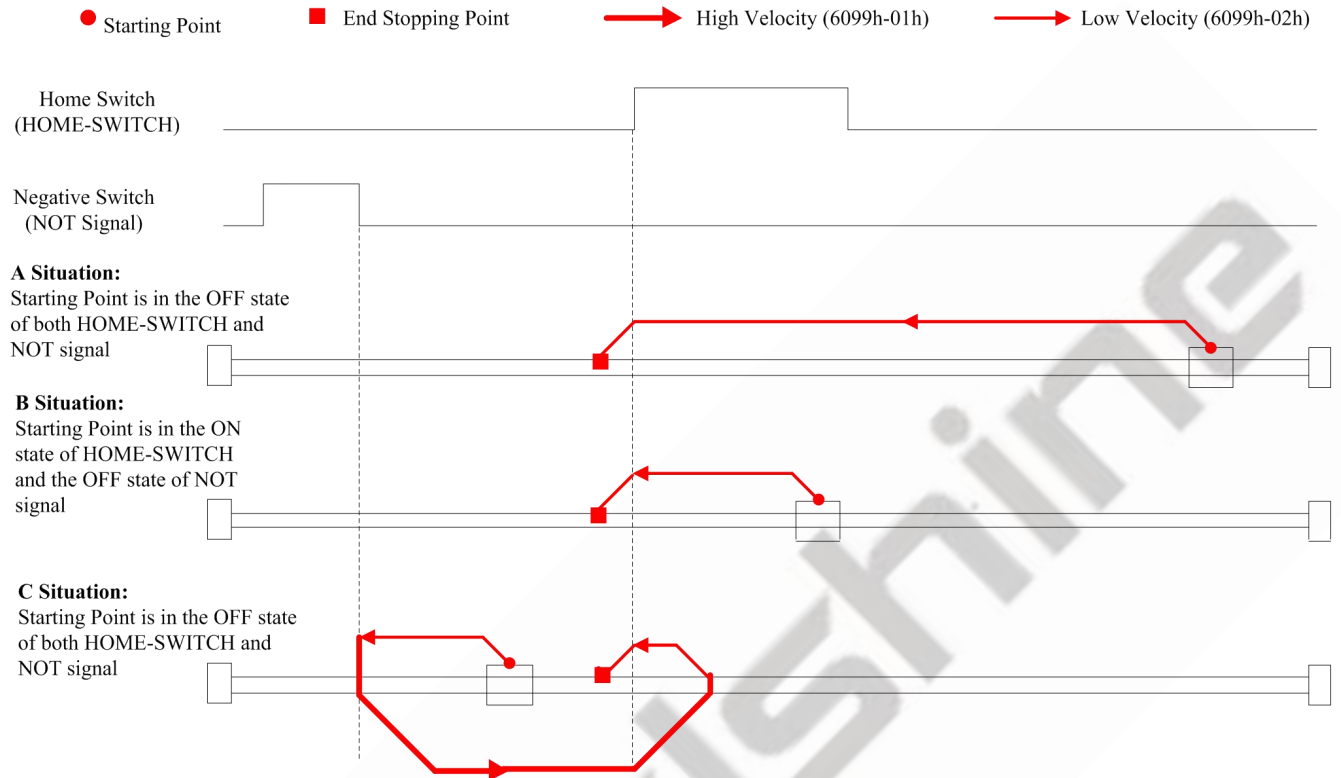 Starting Point
End Stopping Point
High Velocity (6099h-01h)
Low Velocity (6099h-02h)
Home Switch
(HOME-SWITCH)
Negative Switch
(NOT Signal)
A Situation:
Starting Point is in the OFF state
of both HOME-SWITCH and
NOT signal
B Situation:
Starting Point is in the ON
state of HOME-SWITCH
and the OFF state of NOT
signal
C Situation:
Starting Point is in the OFF state
of both HOME-SWITCH and
NOT signal